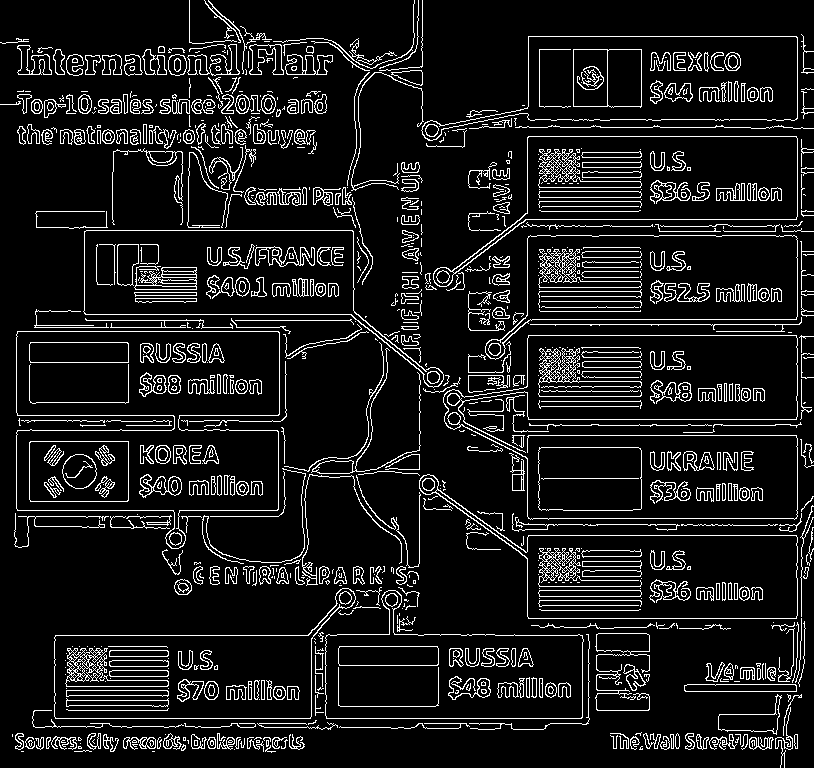 International Flair
Top-10 sales since 2010, and
the nationality of the buyer
MEXICO
$44 million
U.S.
$36.5 million
Central Park
FIFTH AVENUE
PARK AVE.
U.S./FRANCE
$40.1 million
U.S.
$52.5 million
RUSSIA
$88 million
U.S.
$48 million
KOREA
$40 million
UKRAINE
$36 million
U.S.
$36 million
CENTRAL PARK S.
U.S.
$70 million
RUSSIA
$48 million
1/4 mile
Sources: City records; broker reports
The Wall Street Journal